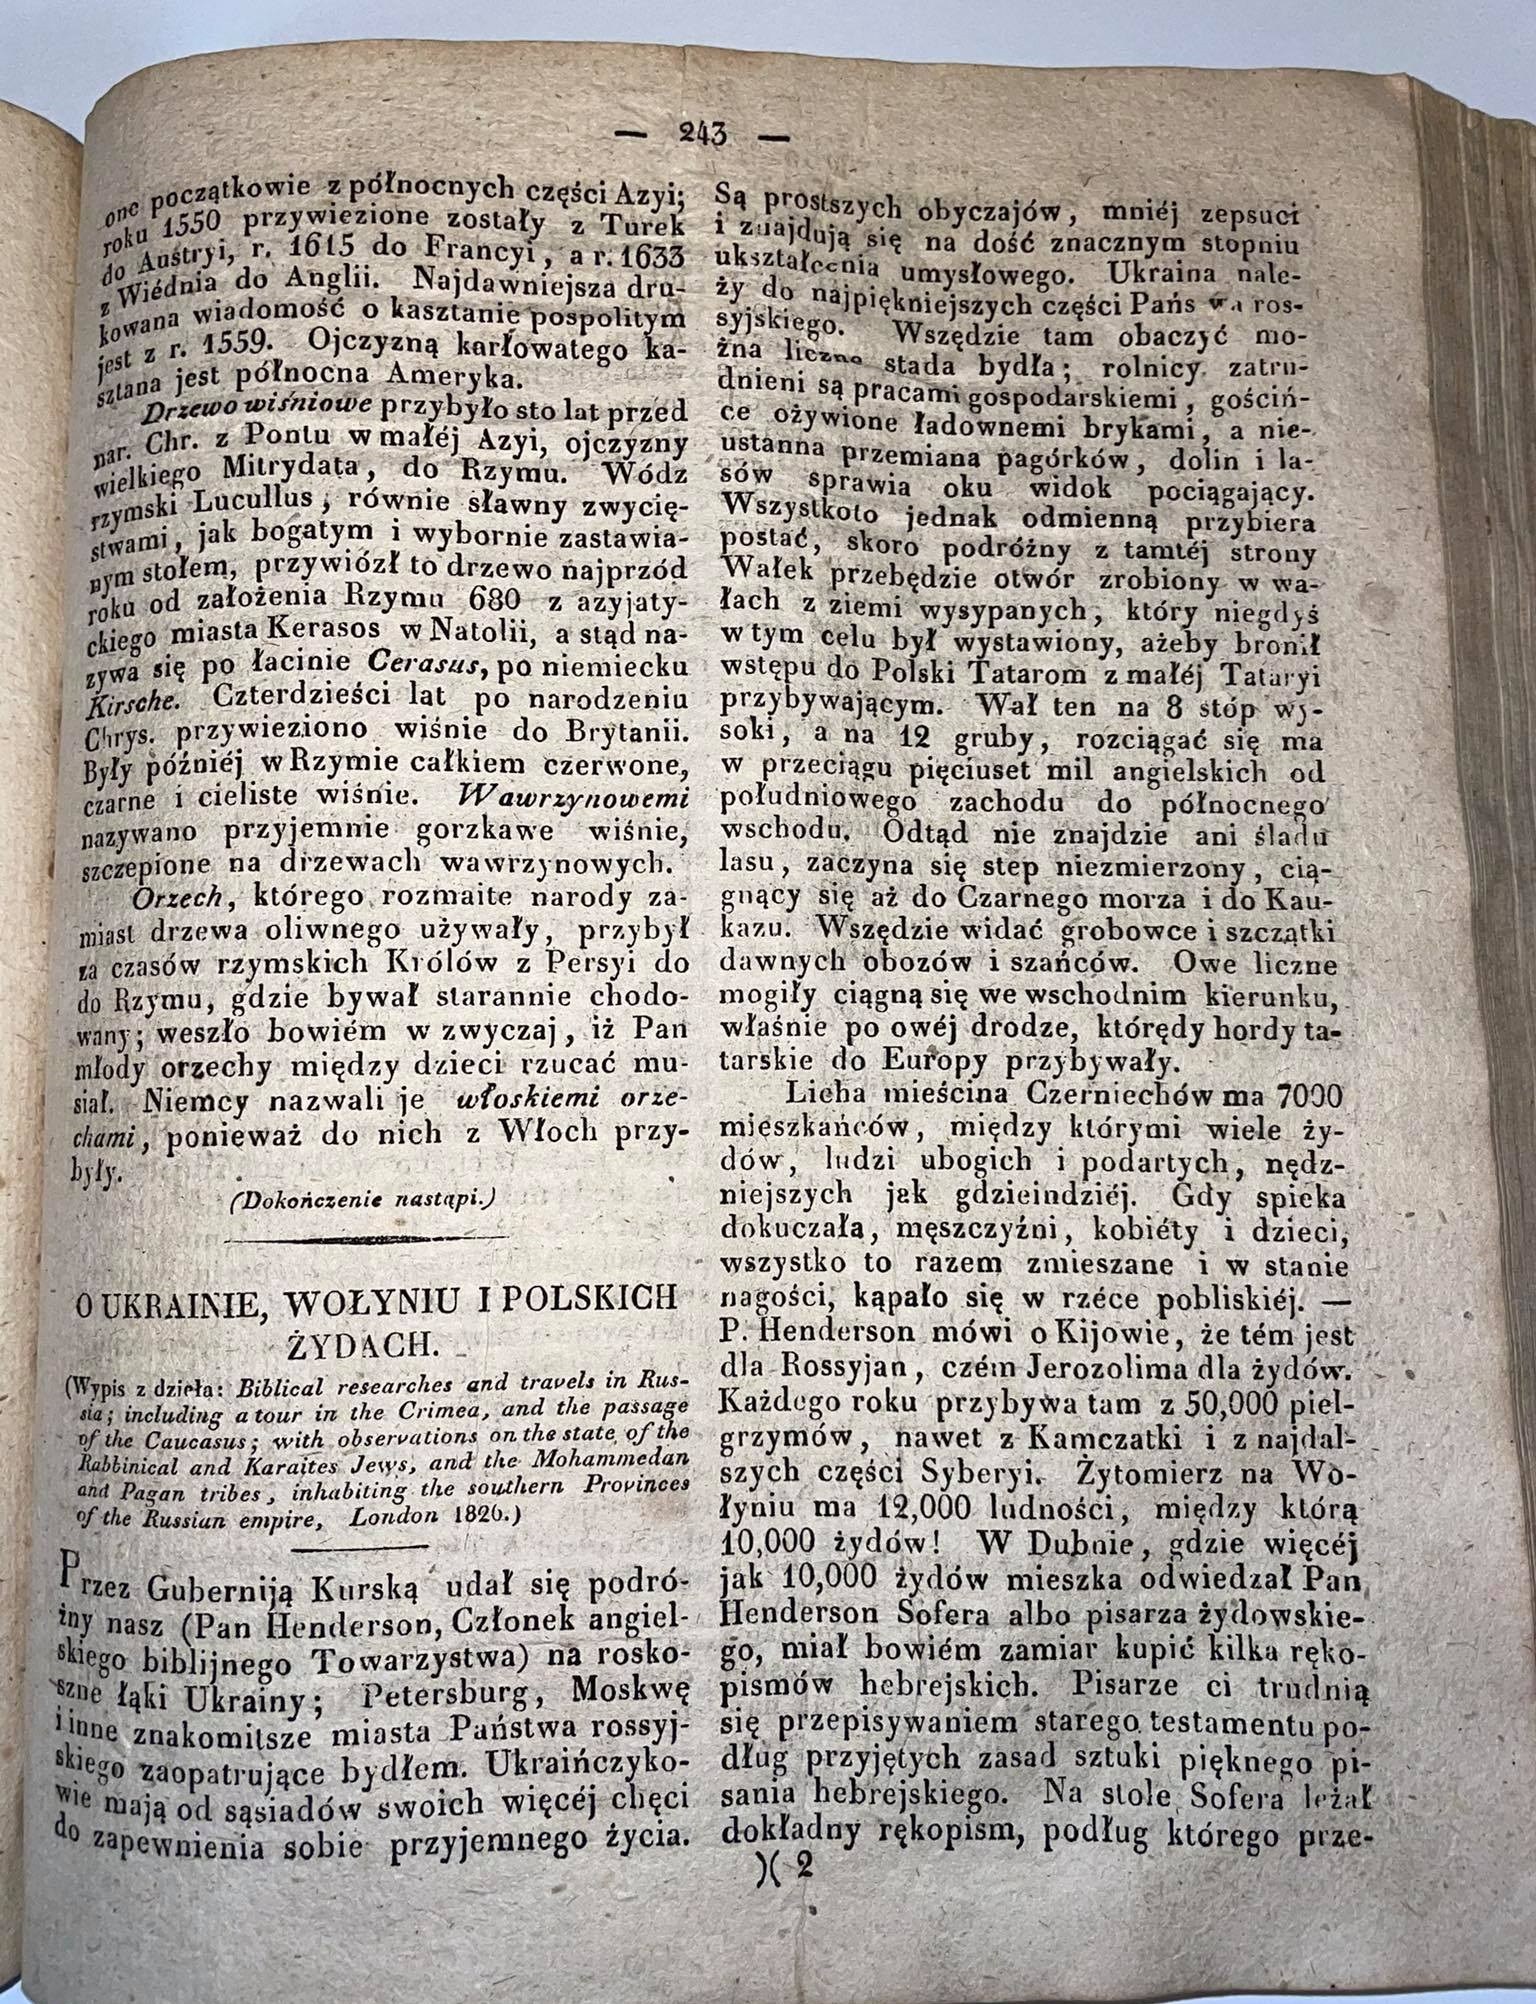 — 243 —
one początkowie z północnych części Azyi;
roku 1550 przywiezione zostały z Turek
do Austryi, r. 1615 do Francyi, a r. 1633
z Wiédnia do Anglii. Najdawniejsza dru-
kowana wiadomość o kasztanie pospolitym
jest z r. 1559. Ojczyzną karłowatego ka-
sztana jest północna Ameryka.
Drzewo wiśniowe przybyło sto lat przed
nar. Chr. z Pontu w małéj Azyi, ojczyzny
wielkiego Mitrydata, do Rzymu. Wódz
rzymski Lucullus, równie sławny zwycię-
stwami, jak bogatym i wybornie zastawia-
nym stołem, przywiózł to drzewo najprzód
roku od założenia Rzymu 680 z azyjaty-
ckiego miasta Kerasos w Natolii, a stąd na-
zywa się po łacinie Cerasus, po niemiecku
Kirsche. Czterdzieści lat po narodzeniu
Chrys. przywieziono wiśnie do Brytanii.
Były późniéj w Rzymie całkiem czerwone,
czarne i cieliste wiśnie. Wawrzynowemi
nazywano przyjemnie gorzkawe wiśnie,
szczepione na drzewach wawrzynowych.
Orzech, którego rozmaite narody za-
miast drzewa oliwnego używały, przybył
za czasów rzymskich Królów z Persyi do
do Rzymu, gdzie bywał starannie chodo-
wany; weszło bowiém w zwyczaj, iż Pan
młody orzechy między dzieci rzucać mu-
siał. Niemcy nazwali je włoskiemi orze-
chami, ponieważ do nich z Włoch przy-
były.
(Dokończenie nastąpi.)
O UKRAINIE, WOŁYNIU I POLSKICH
ŻYDACH.
(Wypis z dzieła: Biblical researches and travels in Rus-
sia; including a tour in the Crimea, and the passage
of the Caucasus; with observations on the state of the
Rabbinical and Karaites Jews, and the Mohammedan
and Pagan tribes, inhabiting the southern Provinces
of the Russian empire, London 1826.)
Przez Guberniją Kurską udał się podró-
żny nasz (Pan Henderson, Członek angiel-
skiego biblijnego Towarzystwa) na rosko-
szne łąki Ukrainy; Petersburg, Moskwę
i inne znakomitsze miasta Państwa rossyj-
skiego zaopatrujące bydłem. Ukraińczyko-
wie mają od sąsiadów swoich więcéj chęci
do zapewnienia sobie przyjemnego życia.
Są prostszych obyczajów, mniéj zepsuci
i znajdują się na dość znacznym stopniu
ukształcenia umysłowego. Ukraina nale-
ży do najpiękniejszych części Państwa ros-
syjskiego. Wszędzie tam obaczyć mo-
żna liczne stada bydła; rolnicy zatru-
dnieni są pracami gospodarskiemi, gościń-
ce ożywione ładownemi brykami, a nie-
ustanna przemiana pagórków, dolin i la-
sów sprawia oku widok pociągający.
Wszystkoto jednak odmienną przybiera
postać, skoro podróżny z tamtéj strony
Wałek przebędzie otwór zrobiony w wa-
łach z ziemi wysypanych, który niegdyś
w tym celu był wystawiony, ażeby bronił
wstępu do Polski Tatarom z małéj Tataryi
przybywającym. Wał ten na 8 stóp wy-
soki, a na 12 gruby, rozciągać się ma
w przeciągu pięciuset mil angielskich od
południowego zachodu do północnego
wschodu. Odtąd nie znajdzie ani śladu
lasu, zaczyna się step niezmierzony, cią-
gnący się aż do Czarnego morza i do Kau-
kazu. Wszędzie widać grobowce i szczątki
dawnych obozów i szańców. Owe liczne
mogiły ciągną się we wschodnim kierunku,
właśnie po owéj drodze, którędy hordy ta-
tarskie do Europy przybywały.
Licha mieścina Czerniechów ma 7000
mieszkańców, między którymi wiele ży-
dów, ludzi ubogich i podartych, nędz-
niejszych jak gdzieindziéj. Gdy spieka
dokuczała, męszczyźni, kobiéty i dzieci,
wszystko to razem zmieszane i w stanie
nagości, kąpało się w rzéce pobliskiéj. —
P. Henderson mówi o Kijowie, że tém jest
dla Rossyjan, czém Jerozolima dla żydów.
Każdego roku przybywa tam z 50,000 piel-
grzymów, nawet z Kamczatki i z najdal-
szych części Syberyi. Żytomierz na Wo-
łyniu ma 12,000 ludności, między którą
10,000 żydów! W Dubnie, gdzie więcéj
jak 10,000 żydów mieszka odwiedzał Pan
Henderson Sofera albo pisarza żydowskie-
go, miał bowiém zamiar kupić kilka ręko-
pismów hebrejskich. Pisarze ci trudnią
się przepisywaniem starego testamentu po-
dług przyjętych zasad sztuki pięknego pi-
sania hebrejskiego. Na stole Sofera leżał
dokładny rękopism, podług którego prze-
)( 2